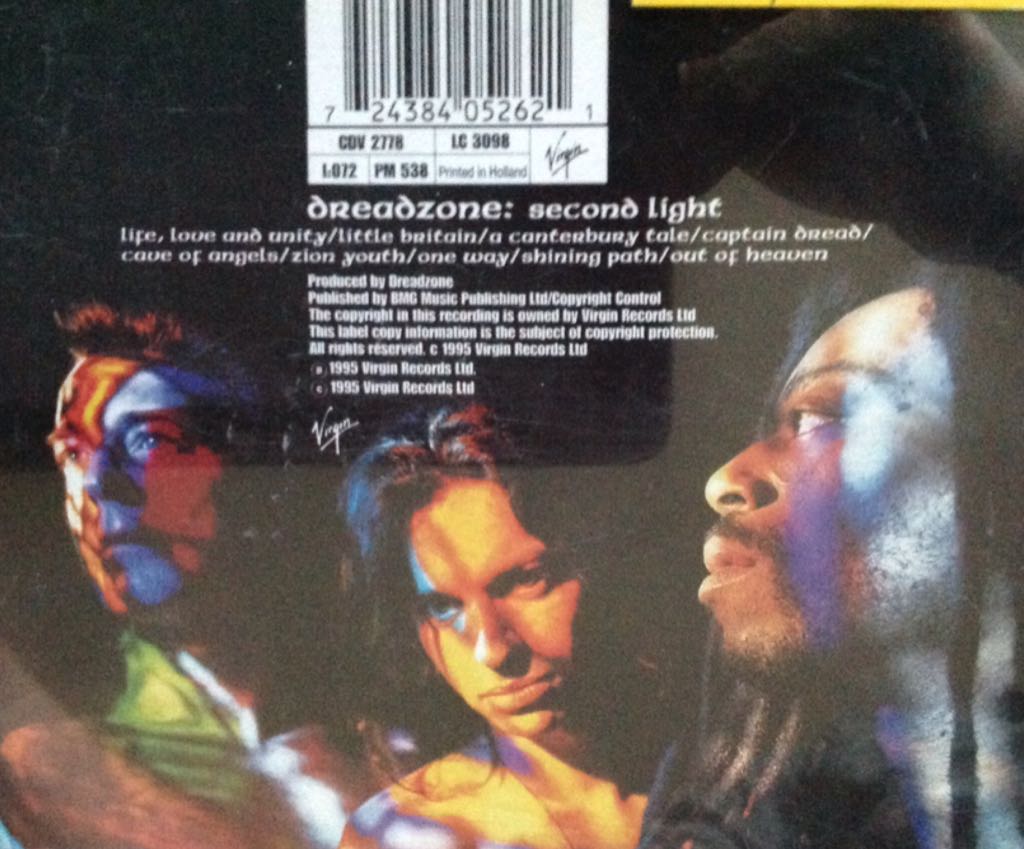 7 24384 05262 1
CDV 2778 LC 3098 Virgin
L:072 PM 538 Printed in Holland
dreadzone: second light
life, love and unity/little britain/a canterbury tale/captain dread/
cave of angels/zion youth/one way/shining path/out of heaven
Produced by Dreadzone
Published by BMG Music Publishing Ltd/Copyright Control
The copyright in this recording is owned by Virgin Records Ltd
This label copy information is the subject of copyright protection.
All rights reserved. c 1995 Virgin Records Ltd
℗ 1995 Virgin Records Ltd.
© 1995 Virgin Records Ltd
Virgin